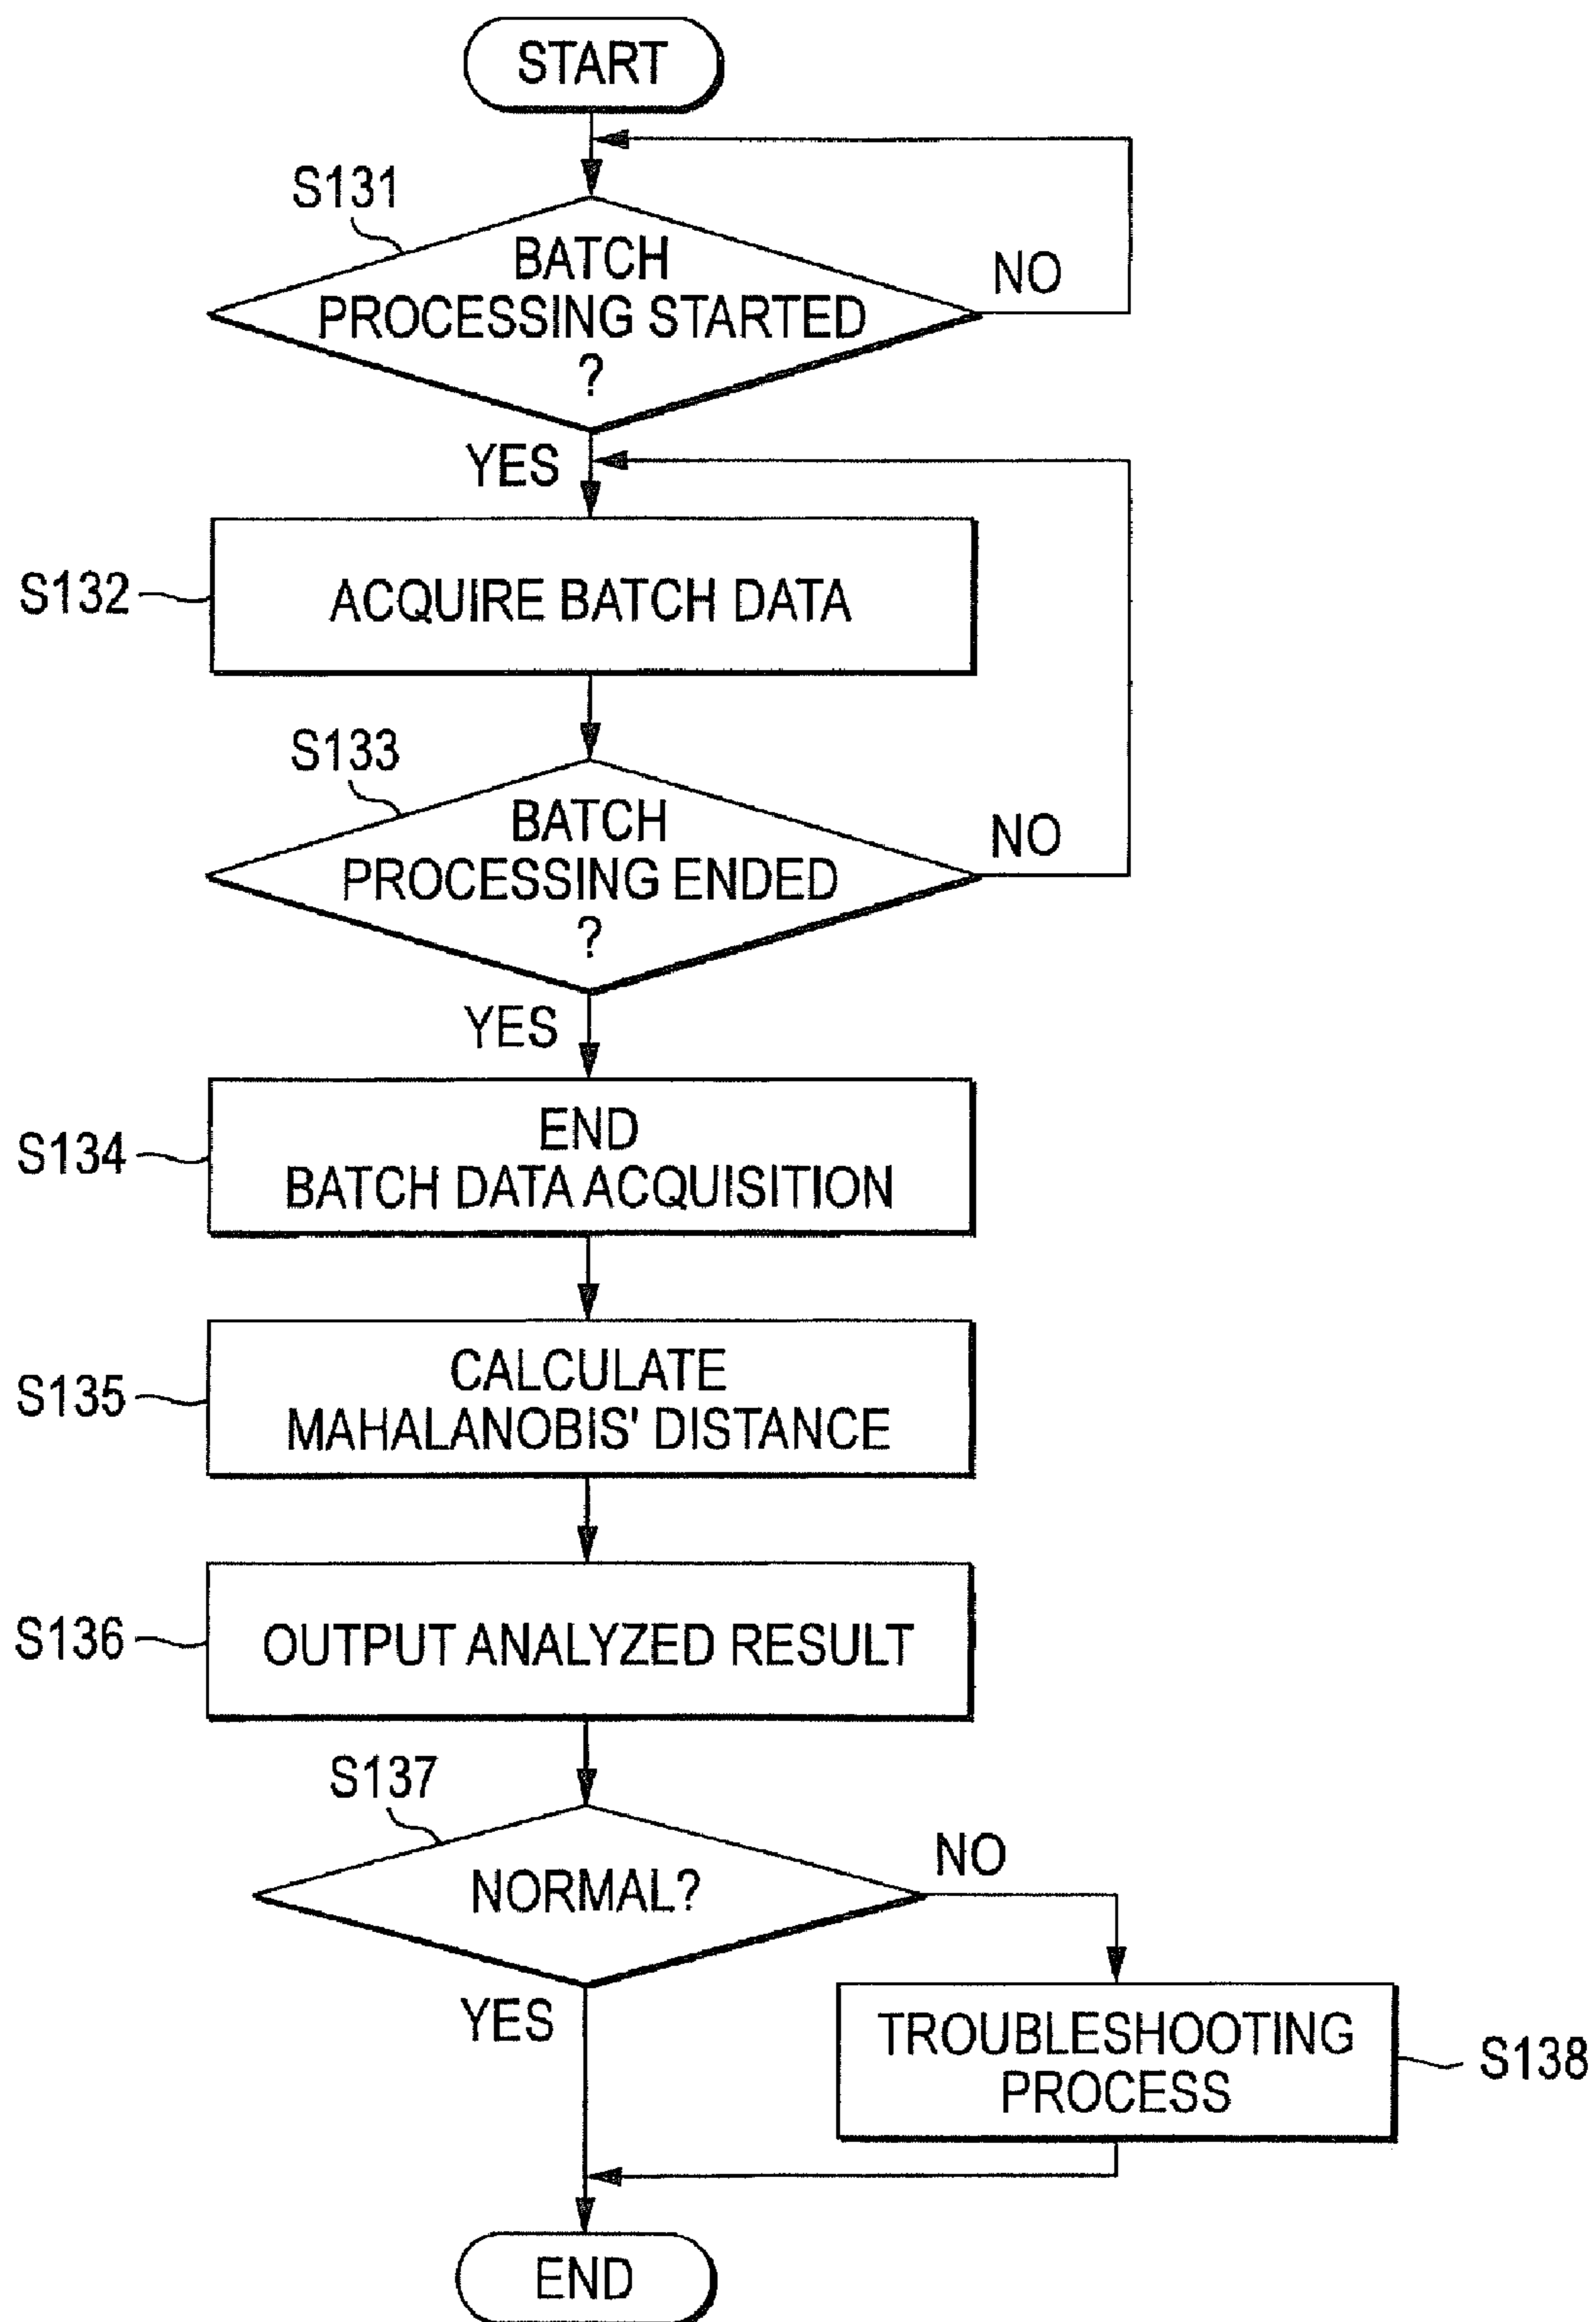 START
S131
BATCH
PROCESSING STARTED
?
NO
YES
S132
ACQUIRE BATCH DATA
S133
BATCH
PROCESSING ENDED
?
NO
YES
S134
END
BATCH DATA ACQUISITION
S135
CALCULATE
MAHALANOBIS' DISTANCE
S136
OUTPUT ANALYZED RESULT
S137
NORMAL?
NO
YES
TROUBLESHOOTING
PROCESS
S138
END